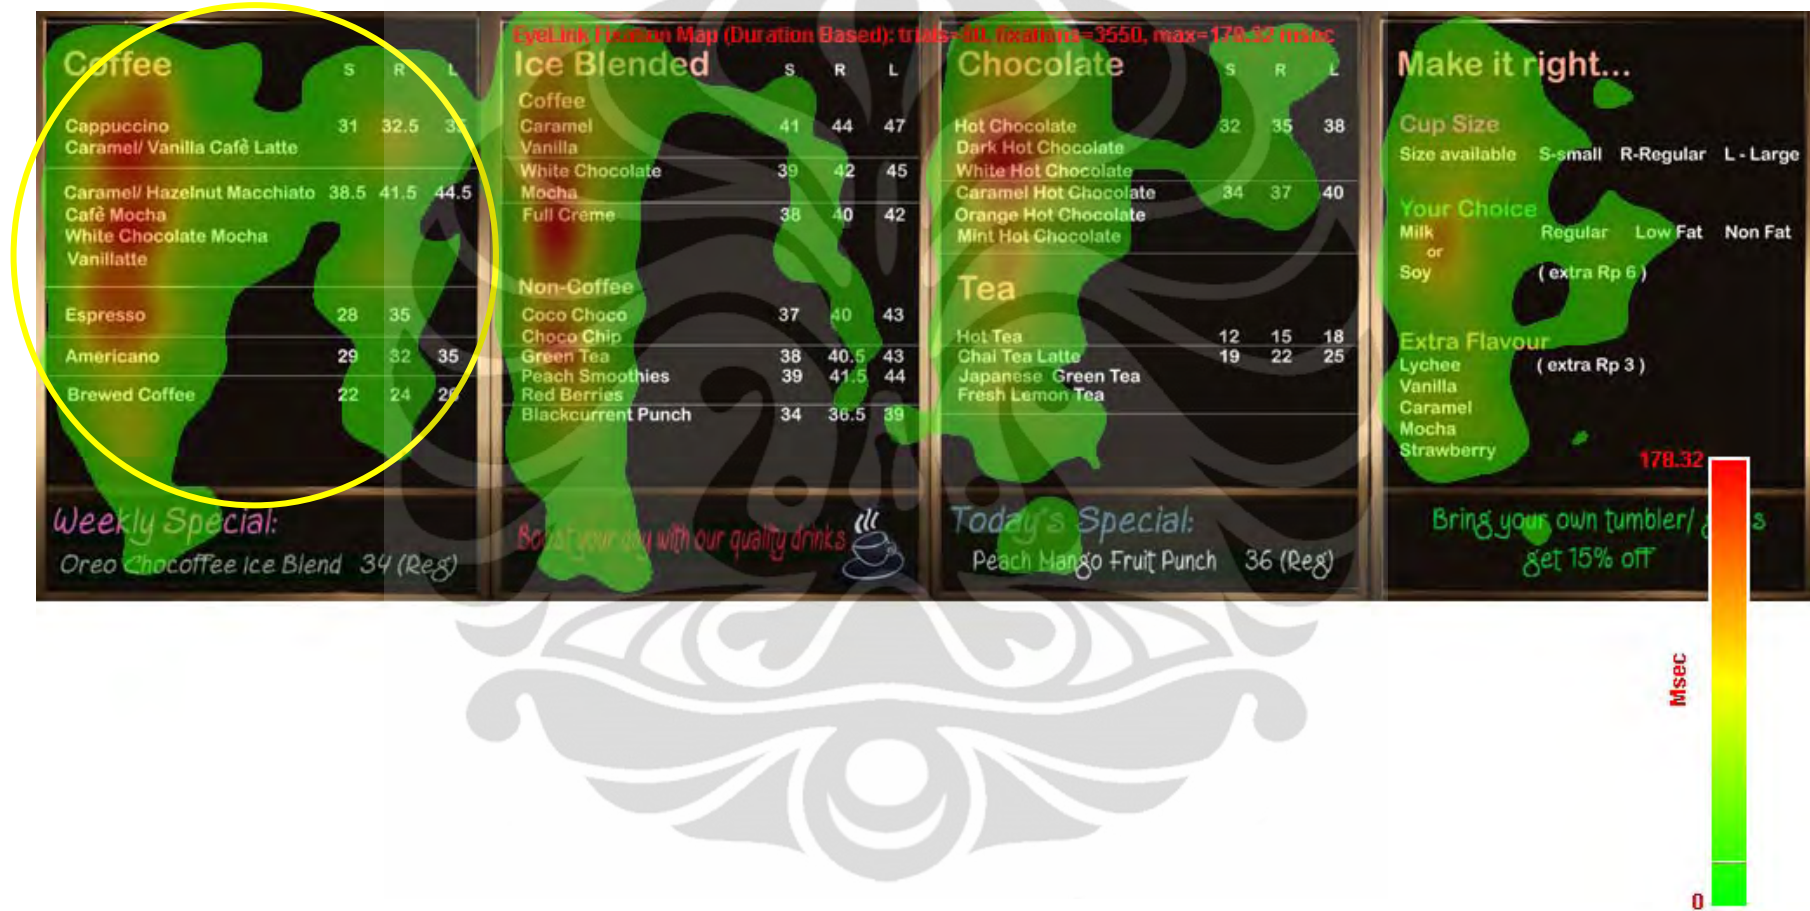 EyeLink Fixation Map (Duration Based): trials=80, fixations=3550, max=178.32 msec
Coffee S R L
Cappuccino 31 32.5 35
Caramel/ Vanilla Cafè Latte
Caramel/ Hazelnut Macchiato 38.5 41.5 44.5
Cafè Mocha
White Chocolate Mocha
Vanillatte
Espresso 28 35
Americano 29 32 35
Brewed Coffee 22 24 26
Weekly Special:
Oreo Chocoffee Ice Blend 34 (Reg)
Ice Blended S R L
Coffee
Caramel 41 44 47
Vanilla
White Chocolate 39 42 45
Mocha
Full Creme 38 40 42
Non-Coffee
Coco Choco 37 40 43
Choco Chip
Green Tea 38 40.5 43
Peach Smoothies 39 41.5 44
Red Berries
Blackcurrent Punch 34 36.5 39
Boost your day with our quality drinks
Chocolate S R L
Hot Chocolate 32 35 38
Dark Hot Chocolate
White Hot Chocolate
Caramel Hot Chocolate 34 37 40
Orange Hot Chocolate
Mint Hot Chocolate
Tea
Hot Tea 12 15 18
Chai Tea Latte 19 22 25
Japanese Green Tea
Fresh Lemon Tea
Today's Special:
Peach Mango Fruit Punch 36 (Reg)
Make it right...
Cup Size
Size available S-small R-Regular L - Large
Your Choice
Milk Regular Low Fat Non Fat
or
Soy ( extra Rp 6 )
Extra Flavour
Lychee ( extra Rp 3 )
Vanilla
Caramel
Mocha
Strawberry
Bring your own tumbler/
get 15% off
178.32
Msec
0